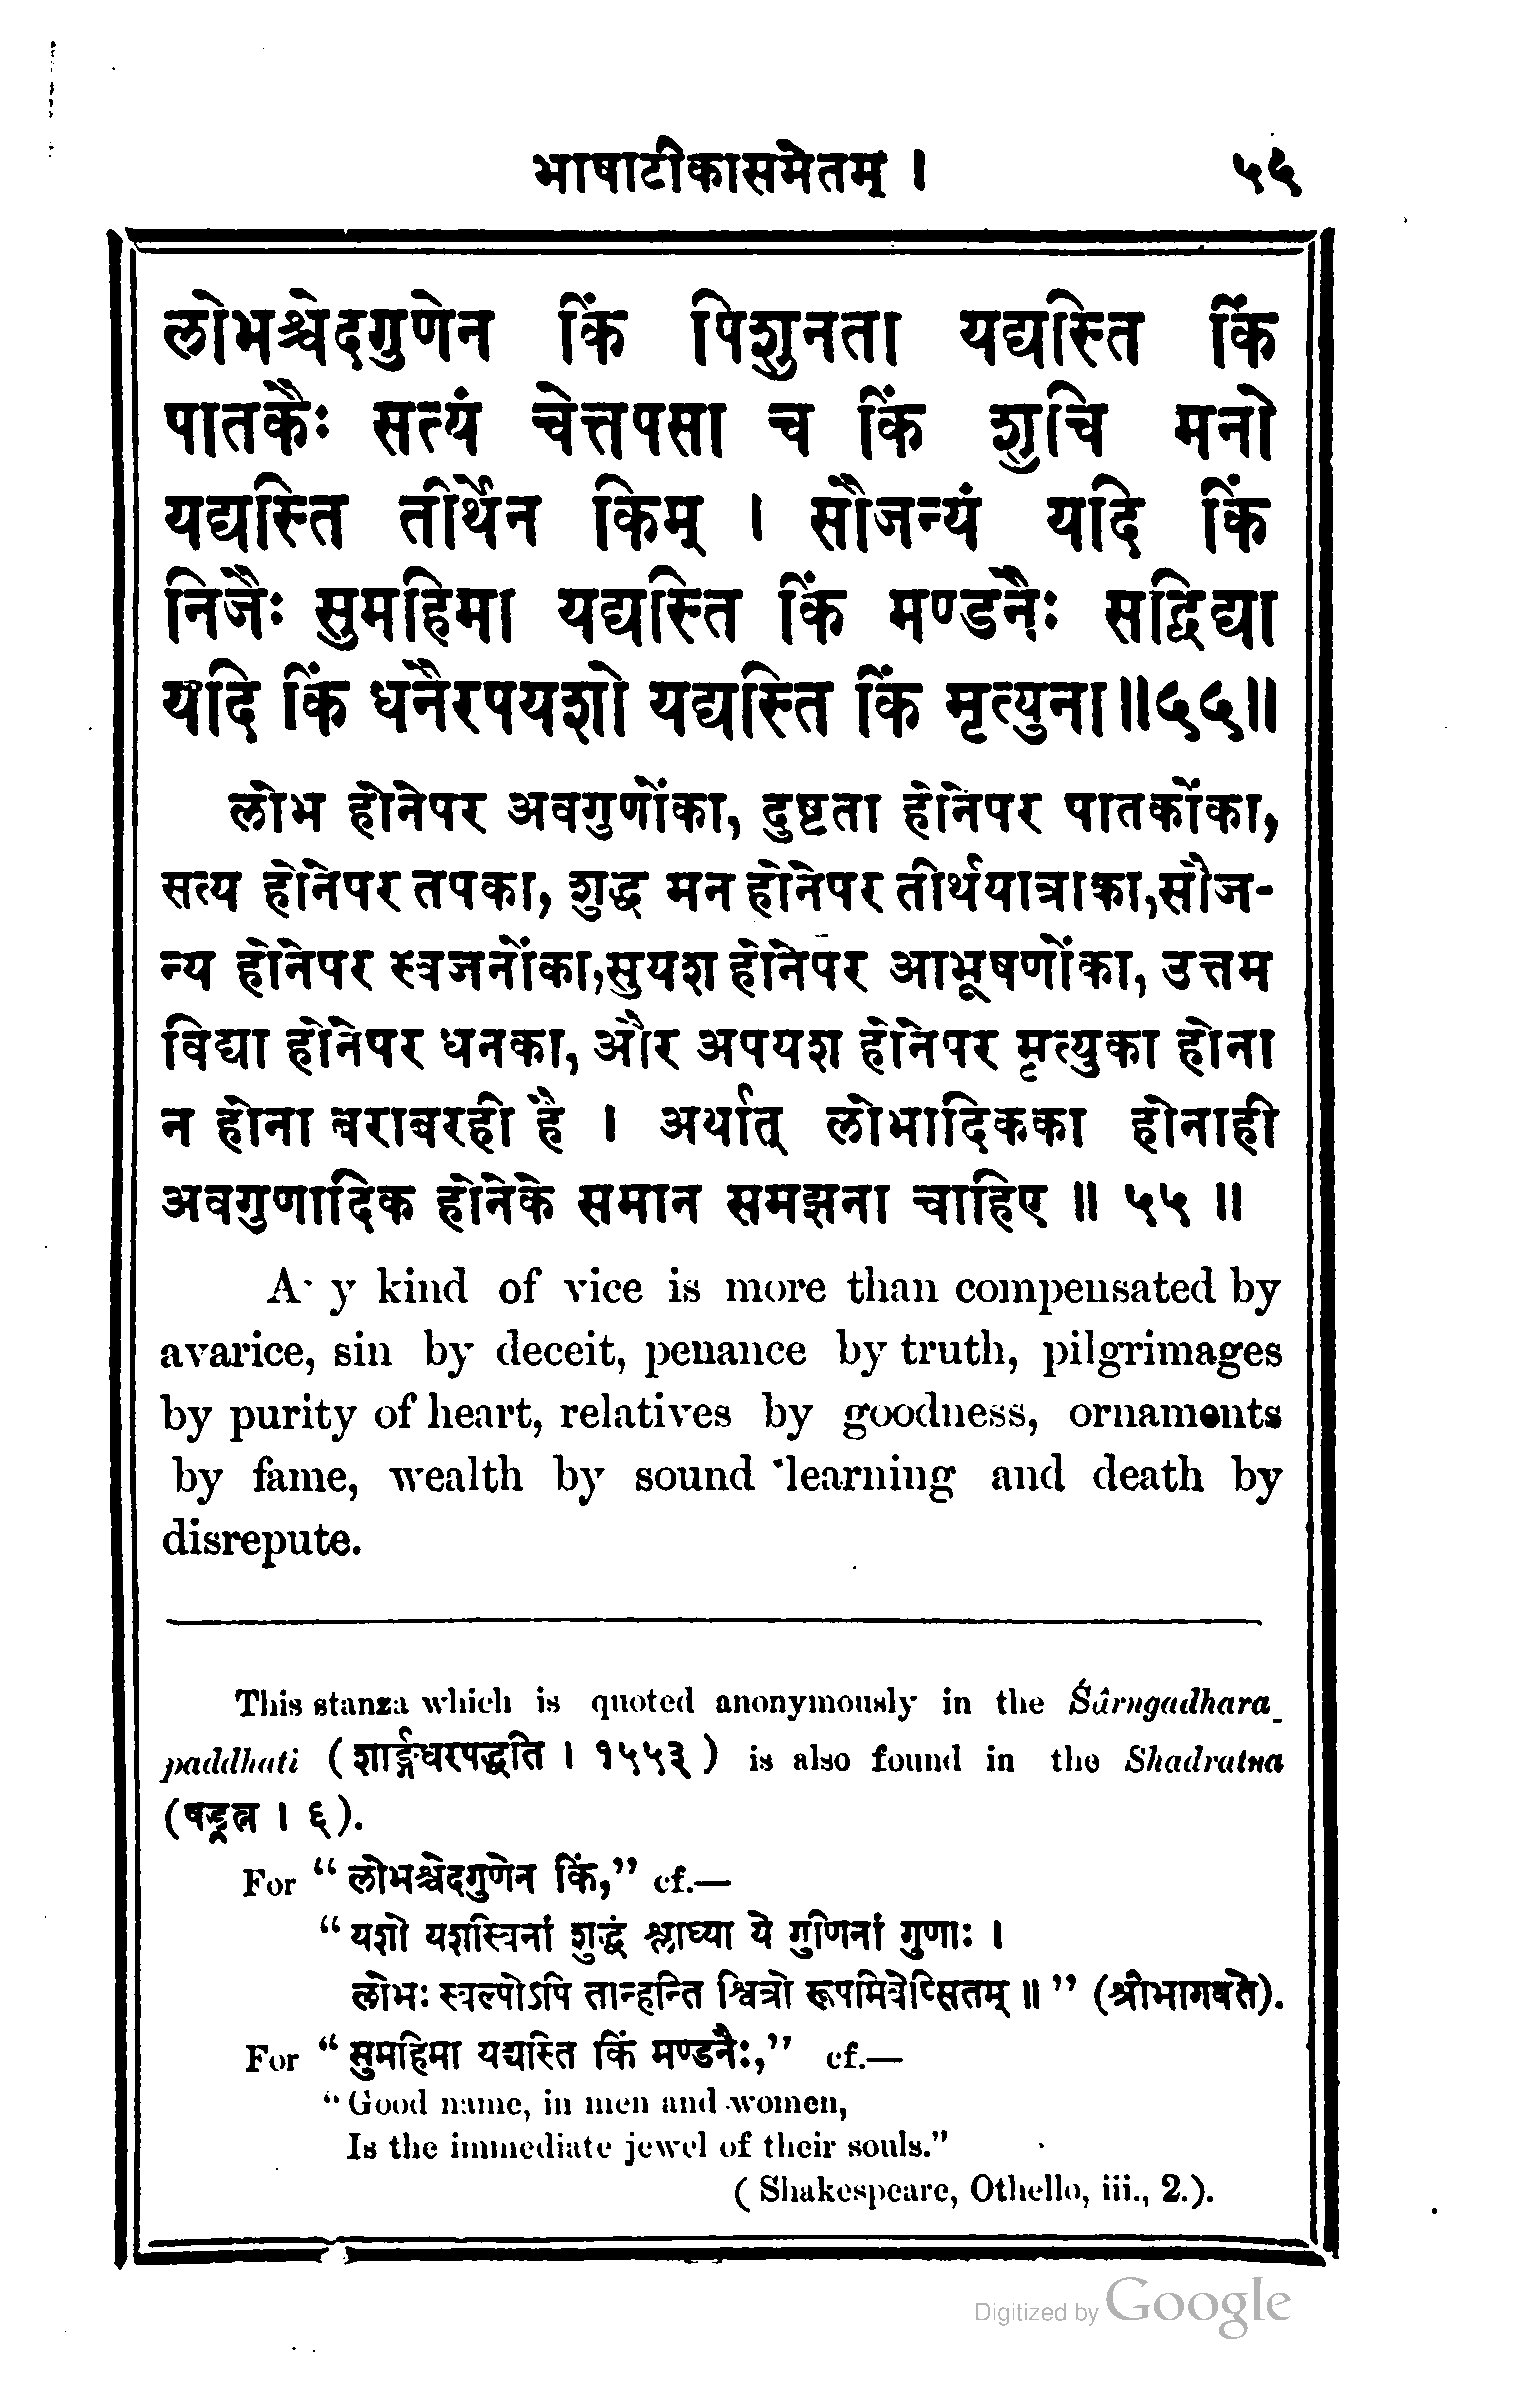 भाषाटीकासमेतम् । ५५
लोभश्चेदगुणेन किं पिशुनता यद्यस्ति किं
पातकैः सत्यं चेत्तपसा च किं शुचि मनो
यद्यस्ति तीर्थेन किम् । सौजन्यं यदि किं
निजैः सुमहिमा यद्यस्ति किं मण्डनैः सद्विद्या
यदि किं धनैरपयशो यद्यस्ति किं मृत्युना॥५५॥
लोभ होनेपर अवगुणोंका, दुष्टता होनेपर पातकोंका,
सत्य होनेपर तपका, शुद्ध मन होनेपर तीर्थयात्राका,सौज-
न्य होनेपर स्वजनोंका,सुयश होनेपर आभूषणोंका, उत्तम
विद्या होनेपर धनका, और अपयश होनेपर मृत्युका होना
न होना बराबरही है । अर्थात् लोभादिकका होनाही
अवगुणादिक होनेके समान समझना चाहिए ॥ ५५ ॥
A y kind of vice is more than compensated by
avarice, sin by deceit, penance by truth, pilgrimages
by purity of heart, relatives by goodness, ornaments
by fame, wealth by sound learning and death by
disrepute.
This stanza which is quoted anonymously in the Śârngadhara
paddhati ( शार्ङ्गधरपद्धति । १५५३ ) is also found in the Shadratna
(षड्रत्न । ६).
For “ लोभश्चेदगुणेन किं,” cf.—
“ यशो यशस्विनां शुद्धं श्लाघ्या ये गुणिनां गुणाः ।
लोभः स्वल्पोऽपि तान्हन्ति श्वित्रो रूपमिवेप्सितम् ॥ ” (श्रीभागवते).
For “ सुमहिमा यद्यस्ति किं मण्डनैः,” cf.—
“ Good name, in men and women,
Is the immediate jewel of their souls.”
( Shakespeare, Othello, iii., 2.).
Digitized by Google